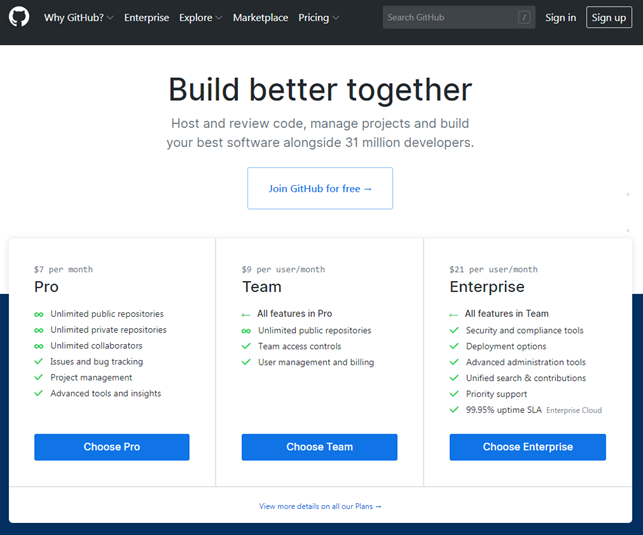 Why GitHub? Enterprise Explore Marketplace Pricing Search GitHub / Sign in Sign up
Build better together
Host and review code, manage projects and build
your best software alongside 31 million developers.
Join GitHub for free →
$7 per month
Pro
∞ Unlimited public repositories
∞ Unlimited private repositories
∞ Unlimited collaborators
✓ Issues and bug tracking
✓ Project management
✓ Advanced tools and insights
Choose Pro
$9 per user/month
Team
← All features in Pro
∞ Unlimited public repositories
✓ Team access controls
✓ User management and billing
Choose Team
$21 per user/month
Enterprise
← All features in Team
✓ Security and compliance tools
✓ Deployment options
✓ Advanced administration tools
✓ Unified search & contributions
✓ Priority support
✓ 99.95% uptime SLA Enterprise Cloud
Choose Enterprise
View more details on all our Plans →